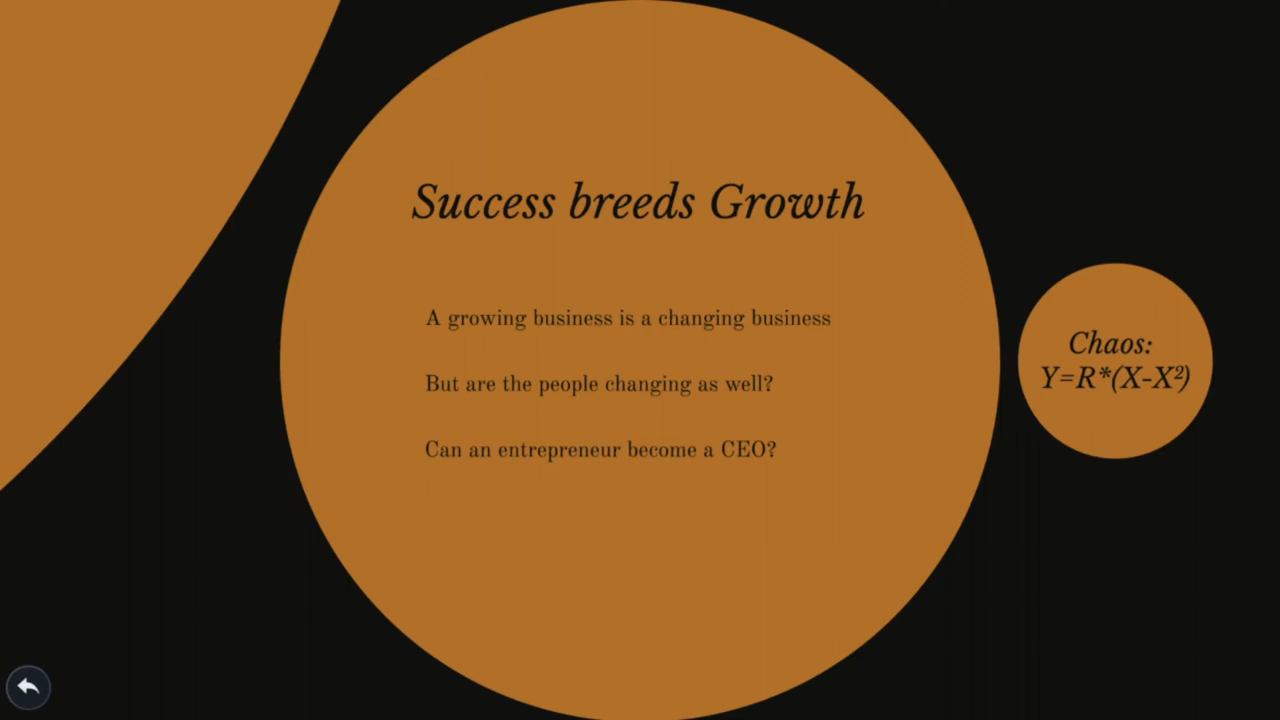 Success breeds Growth
A growing business is a changing business
But are the people changing as well?
Can an entrepreneur become a CEO?
Chaos:
Y=R*(X-X²)